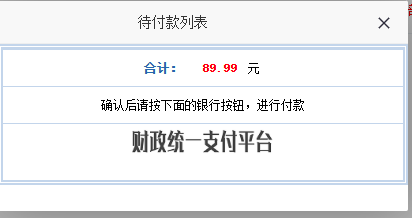 待付款列表
合计： 89.99 元
确认后请按下面的银行按钮，进行付款
财政统一支付平台